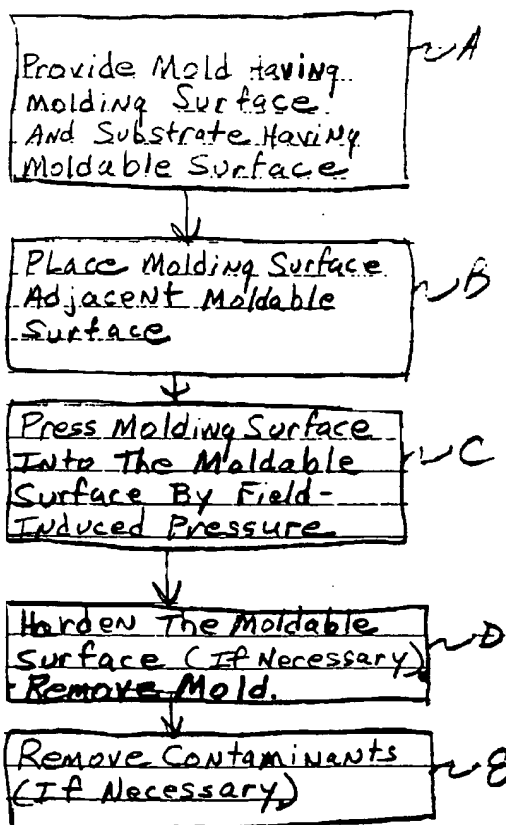 Provide Mold Having
Molding Surface
And Substrate Having
Moldable Surface
A
Place Molding Surface
Adjacent Moldable
Surface
B
Press Molding Surface
Into The Moldable
Surface By Field-
Induced Pressure
C
Harden The Moldable
Surface (If Necessary).
Remove Mold.
D
Remove Contaminants
(If Necessary)
E